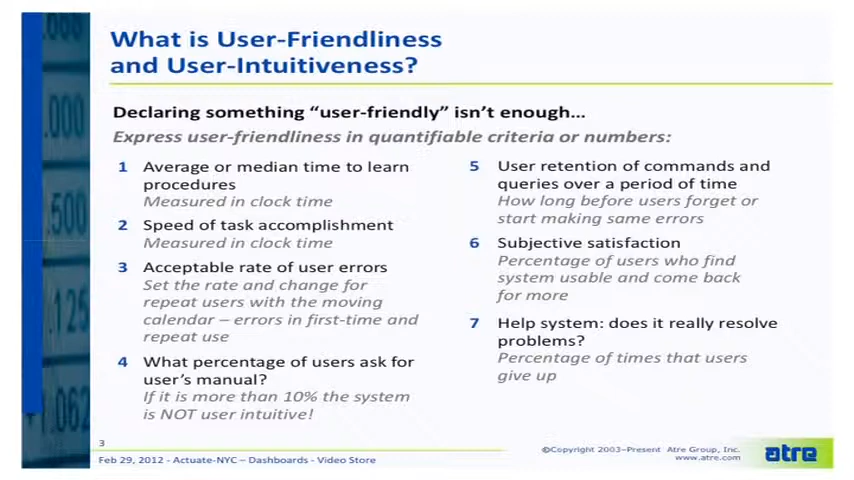 What is User-Friendliness
and User-Intuitiveness?
Declaring something “user-friendly” isn’t enough…
Express user-friendliness in quantifiable criteria or numbers:
1 Average or median time to learn
procedures
Measured in clock time
2 Speed of task accomplishment
Measured in clock time
3 Acceptable rate of user errors
Set the rate and change for
repeat users with the moving
calendar – errors in first-time and
repeat use
4 What percentage of users ask for
user’s manual?
If it is more than 10% the system
is NOT user intuitive!
5 User retention of commands and
queries over a period of time
How long before users forget or
start making same errors
6 Subjective satisfaction
Percentage of users who find
system usable and come back
for more
7 Help system: does it really resolve
problems?
Percentage of times that users
give up
3
Feb 29, 2012 - Actuate-NYC – Dashboards - Video Store
©Copyright 2003–Present Atre Group, Inc.
www.atre.com
atre
.000
.500
.125
1.062